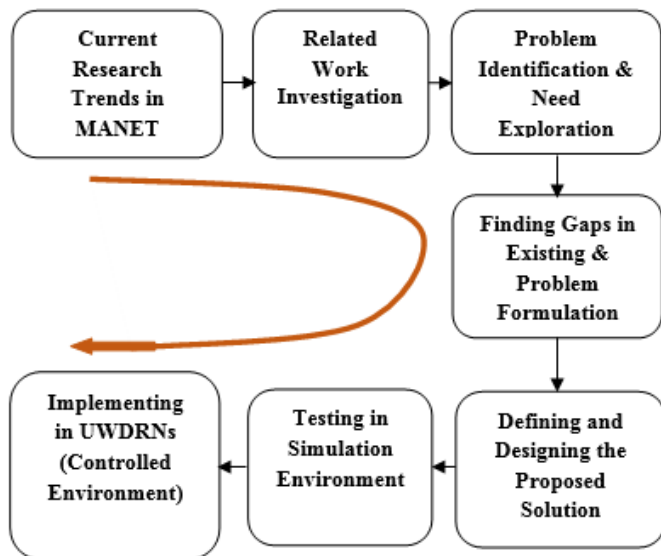 Current
Research
Trends in
MANET
Related
Work
Investigation
Problem
Identification &
Need
Exploration
Finding Gaps in
Existing &
Problem
Formulation
Defining and
Designing the
Proposed
Solution
Testing in
Simulation
Environment
Implementing
in UWDRNs
(Controlled
Environment)